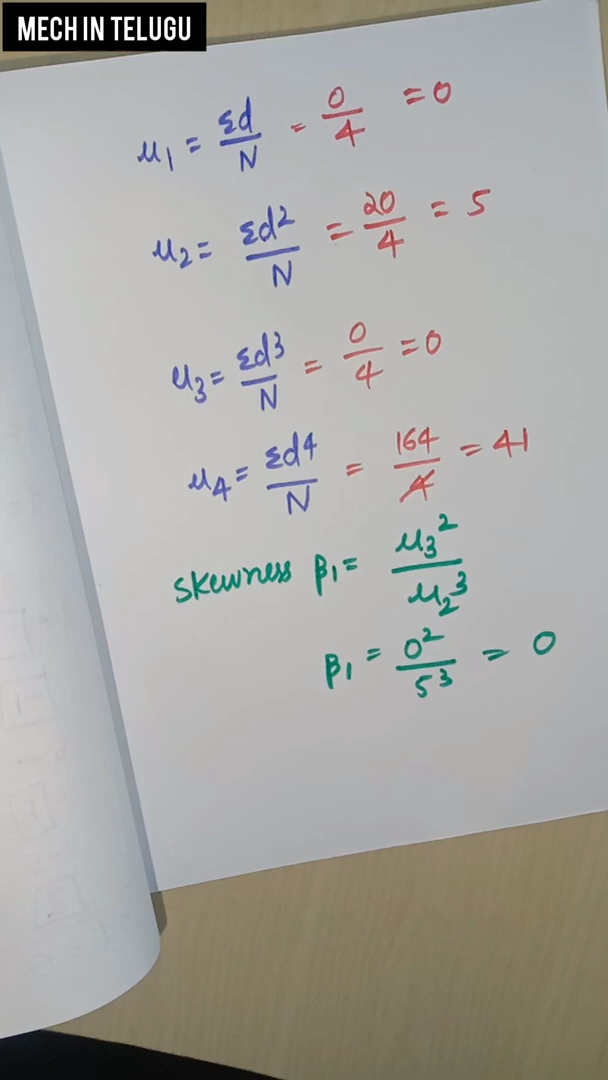 MECH IN TELUGU
μ1 = Σd/N = 0/4 = 0
μ2 = Σd2/N = 20/4 = 5
μ3 = Σd3/N = 0/4 = 0
μ4 = Σd4/N = 164/4 = 41
skewness β1 = μ3²/μ2³
β1 = 0²/5³ = 0